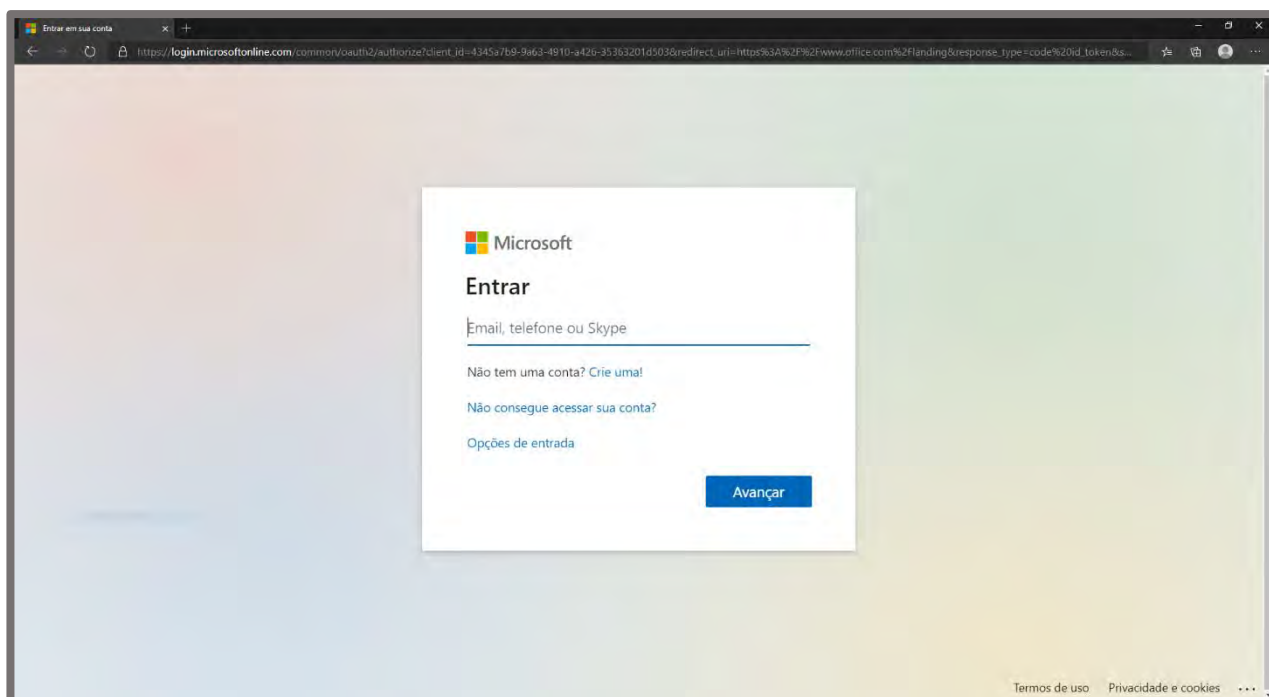 Entrar em sua conta
https://login.microsoftonline.com/common/oauth2/authorize?client_id=4345a7b9-9a63-4910-a426-35363201d503&redirect_uri=https%3A%2F%2Fwww.office.com%2Flanding&response_type=code%20id_token&s...
Microsoft
Entrar
Email, telefone ou Skype
Não tem uma conta? Crie uma!
Não consegue acessar sua conta?
Opções de entrada
Avançar
Termos de uso Privacidade e cookies ...